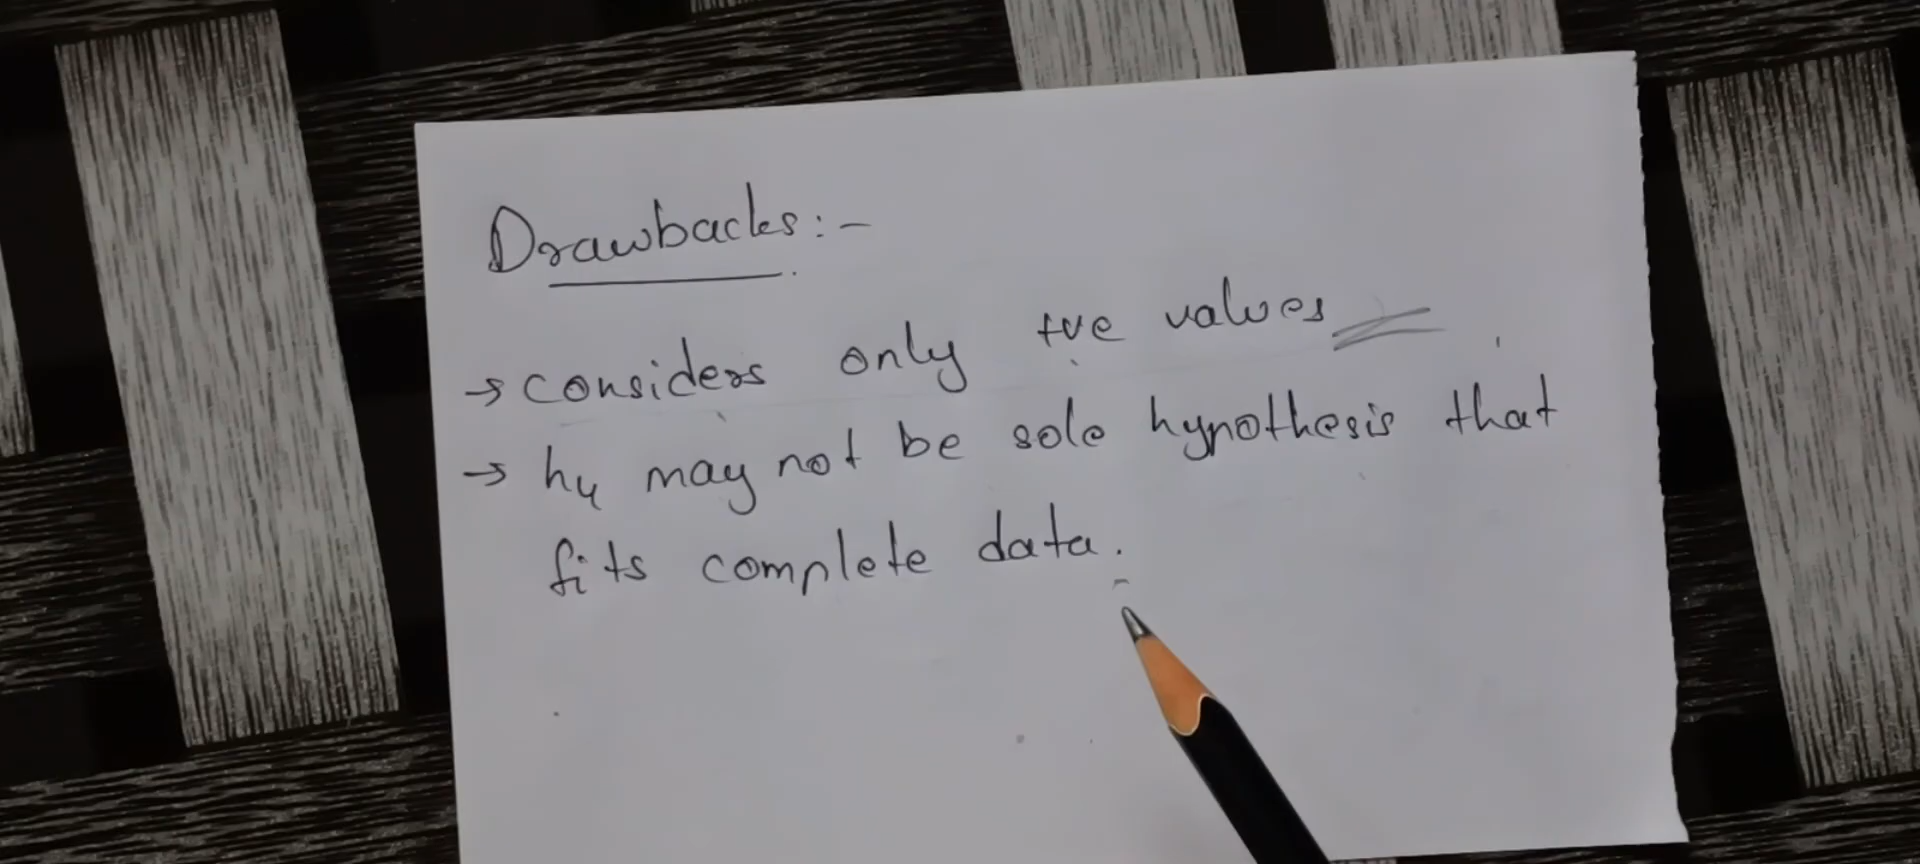 Drawbacks:-
→ considers only +ve values
→ h4 may not be sole hypothesis that
fits complete data.